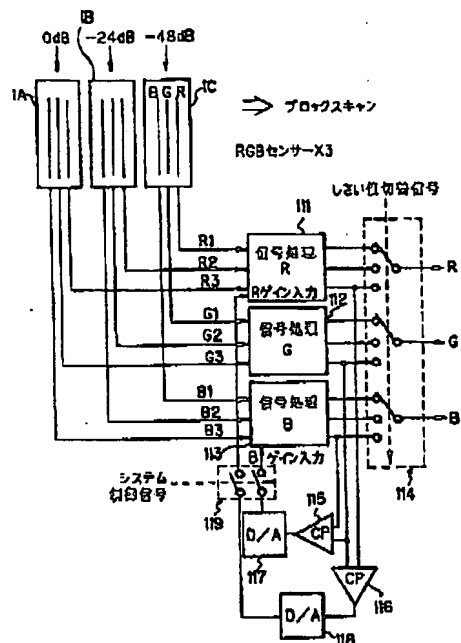 1B
0dB -24dB -48dB
1A
B G R
1C
⇒ ブロックスキャン
RGBセンサーX3
しきい値切替信号
111
R1
R2
R3
信号処理
R
Rゲイン入力
R
112
G1
G2
G3
信号処理
G
G
B1
B2
B3
信号処理
B
B
113
B
ゲイン入力
114
システム
制御信号
119
115
CP
D/A
117
CP
116
D/A
118